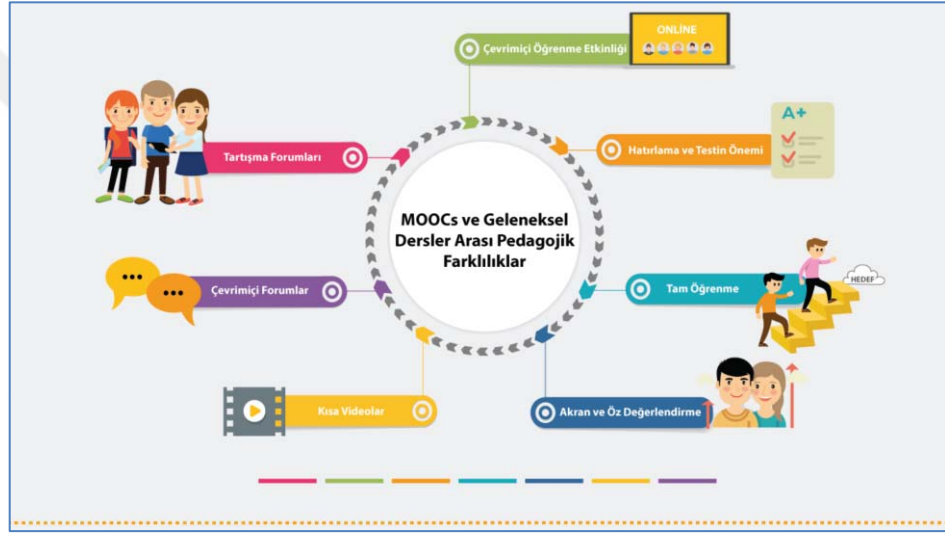 ONLİNE
Çevrimiçi Öğrenme Etkinliği
A+
Hatırlama ve Testin Önemi
Tartışma Forumları
MOOCs ve Geleneksel
Dersler Arası Pedagojik
Farklılıklar
HEDEF
Tam Öğrenme
Çevrimiçi Forumlar
Kısa Videolar
Akran ve Öz Değerlendirme